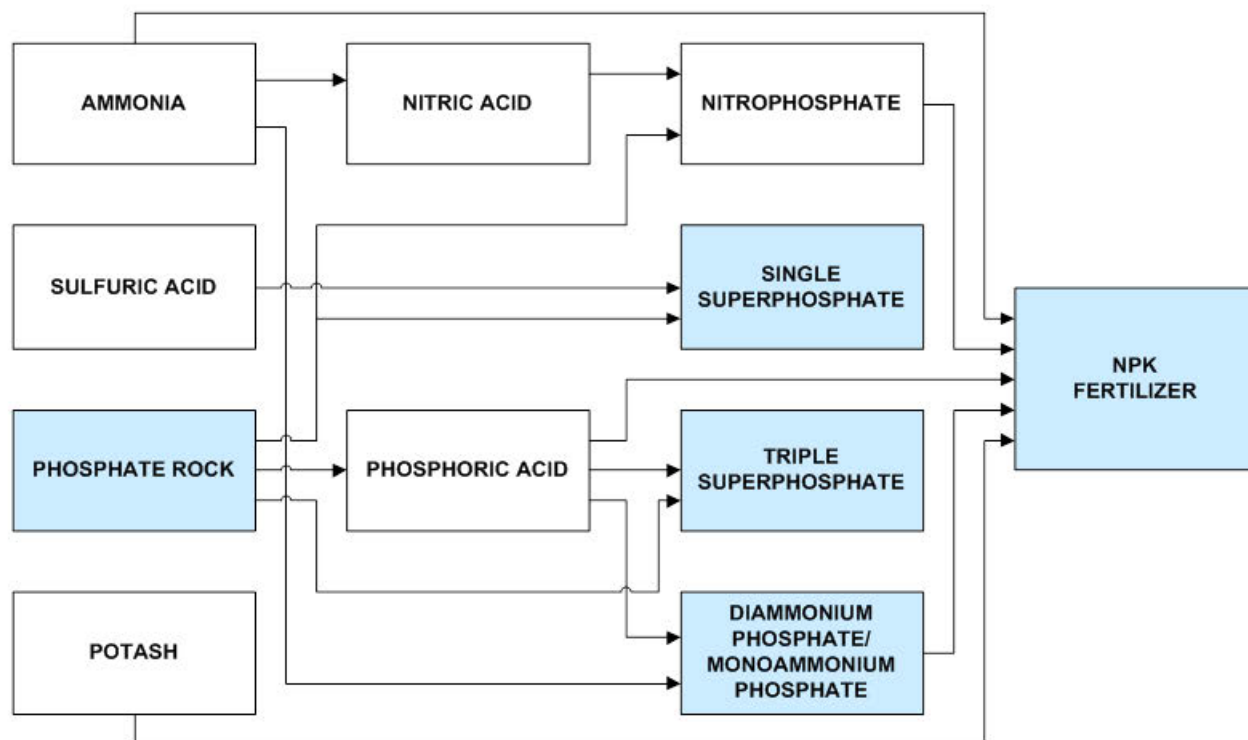 AMMONIA
NITRIC ACID
NITROPHOSPHATE
SULFURIC ACID
SINGLE
SUPERPHOSPHATE
NPK
FERTILIZER
PHOSPHATE ROCK
PHOSPHORIC ACID
TRIPLE
SUPERPHOSPHATE
POTASH
DIAMMONIUM
PHOSPHATE/
MONOAMMONIUM
PHOSPHATE